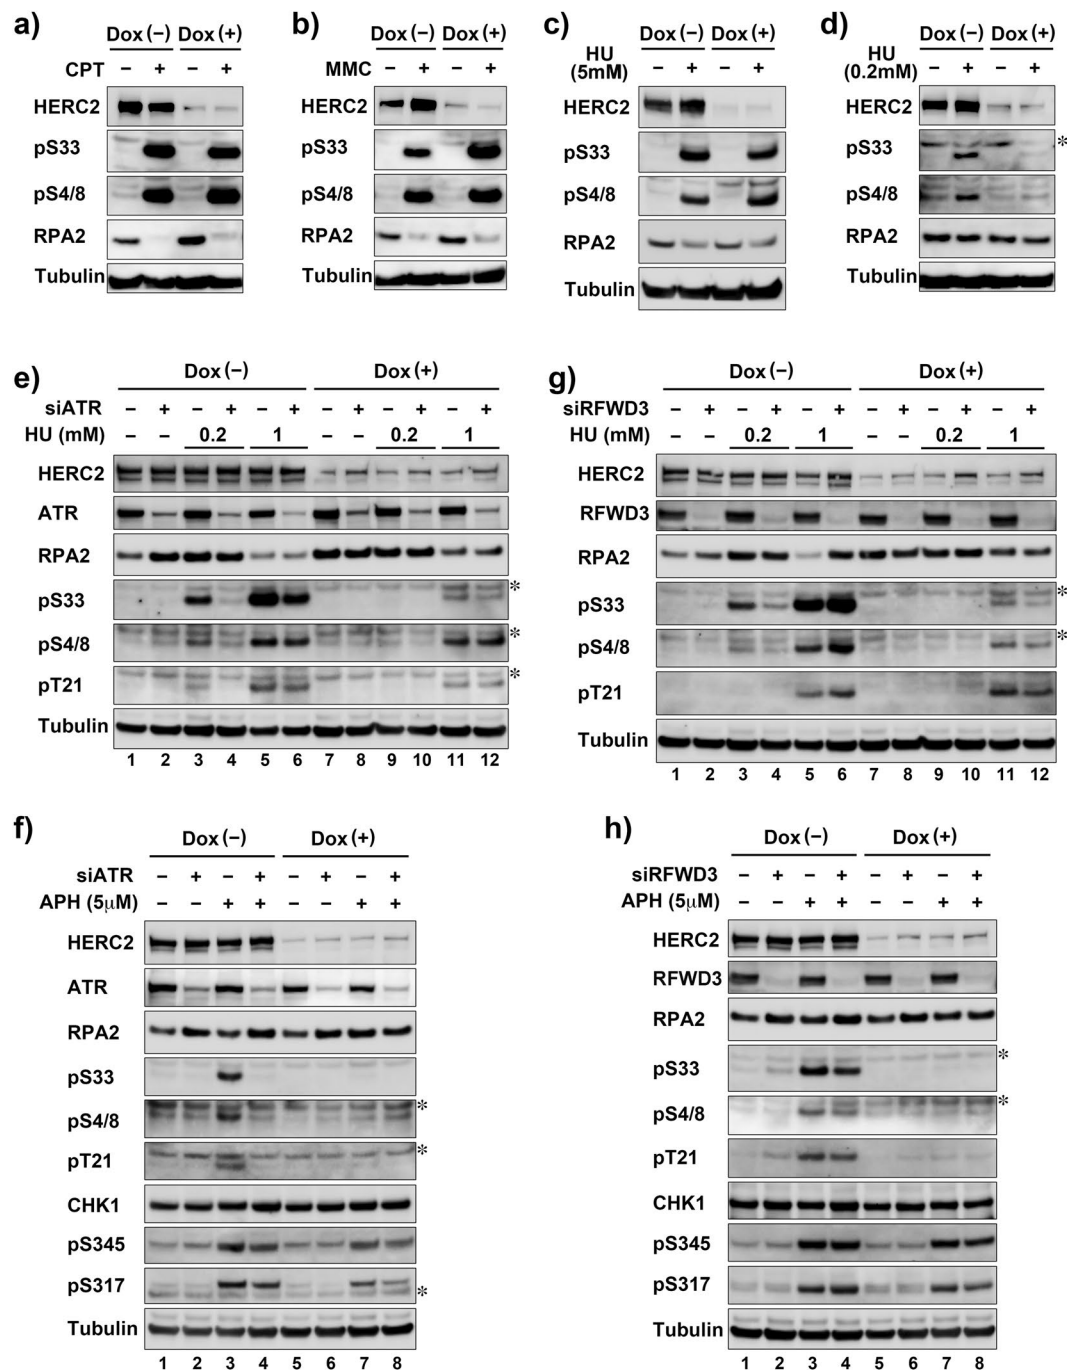 a)
Dox (−) Dox (+)
CPT − + − +
HERC2
pS33
pS4/8
RPA2
Tubulin
b)
Dox (−) Dox (+)
MMC − + − +
HERC2
pS33
pS4/8
RPA2
Tubulin
c)
Dox (−) Dox (+)
HU
(5mM) − + − +
HERC2
pS33
pS4/8
RPA2
Tubulin
d)
Dox (−) Dox (+)
HU
(0.2mM) − + − +
HERC2
pS33 *
pS4/8
RPA2
Tubulin
e)
Dox (−) Dox (+)
siATR − + − + − + − + − + − +
HU (mM) − − 0.2 1 − − 0.2 1
HERC2
ATR
RPA2
pS33 *
pS4/8 *
pT21 *
Tubulin
1 2 3 4 5 6 7 8 9 10 11 12
g)
Dox (−) Dox (+)
siRFWD3 − + − + − + − + − + − +
HU (mM) − − 0.2 1 − − 0.2 1
HERC2
RFWD3
RPA2
pS33 *
pS4/8 *
pT21
Tubulin
1 2 3 4 5 6 7 8 9 10 11 12
f)
Dox (−) Dox (+)
siATR − + − + − + − +
APH (5μM) − − + + − − + +
HERC2
ATR
RPA2
pS33
pS4/8 *
pT21 *
CHK1
pS345
pS317 *
Tubulin
1 2 3 4 5 6 7 8
h)
Dox (−) Dox (+)
siRFWD3 − + − + − + − +
APH (5μM) − − + + − − + +
HERC2
RFWD3
RPA2
pS33 *
pS4/8 *
pT21
CHK1
pS345
pS317
Tubulin
1 2 3 4 5 6 7 8